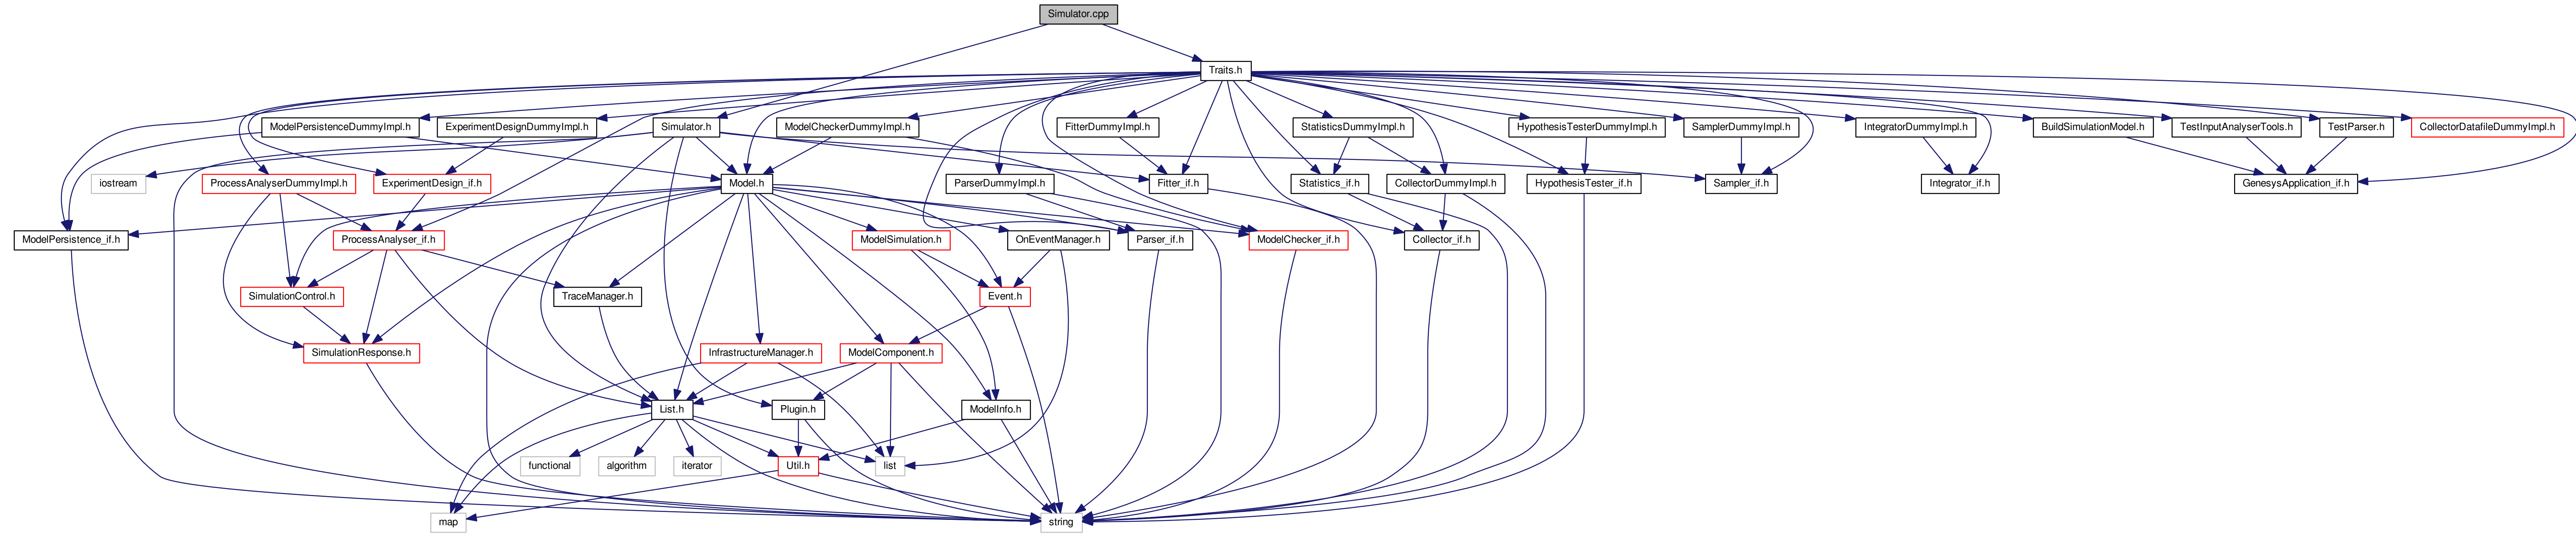 Simulator.cpp
Traits.h
ModelPersistenceDummyImpl.h
ExperimentDesignDummyImpl.h
Simulator.h
ModelCheckerDummyImpl.h
FitterDummyImpl.h
StatisticsDummyImpl.h
HypothesisTesterDummyImpl.h
SamplerDummyImpl.h
IntegratorDummyImpl.h
BuildSimulationModel.h
TestInputAnalyserTools.h
TestParser.h
CollectorDatafileDummyImpl.h
iostream
ProcessAnalyserDummyImpl.h
ExperimentDesign_if.h
Model.h
ParserDummyImpl.h
Fitter_if.h
Statistics_if.h
CollectorDummyImpl.h
HypothesisTester_if.h
Sampler_if.h
Integrator_if.h
GenesysApplication_if.h
ModelPersistence_if.h
ProcessAnalyser_if.h
ModelSimulation.h
OnEventManager.h
Parser_if.h
ModelChecker_if.h
Collector_if.h
SimulationControl.h
TraceManager.h
Event.h
SimulationResponse.h
InfrastructureManager.h
ModelComponent.h
List.h
Plugin.h
ModelInfo.h
functional
algorithm
iterator
Util.h
list
map
string